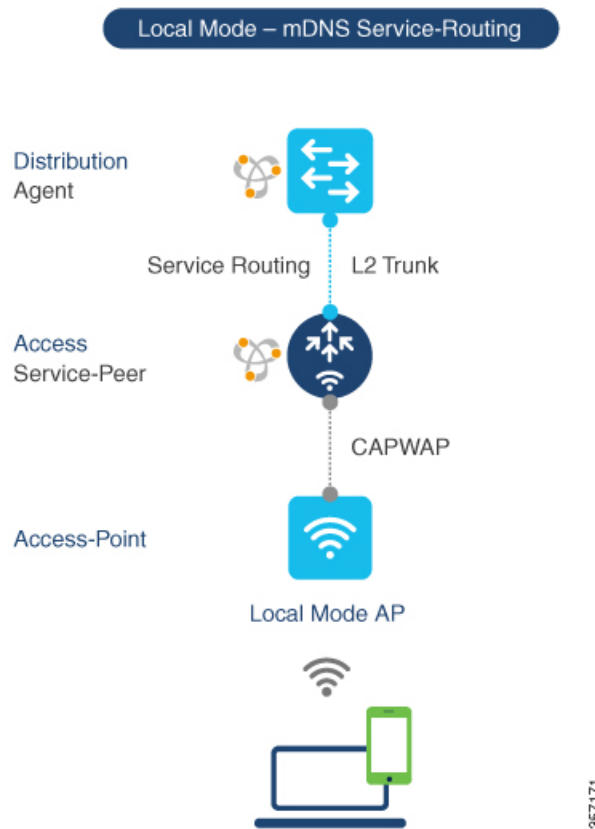 Local Mode – mDNS Service-Routing
Distribution
Agent
Service Routing
L2 Trunk
Access
Service-Peer
CAPWAP
Access-Point
Local Mode AP
357171